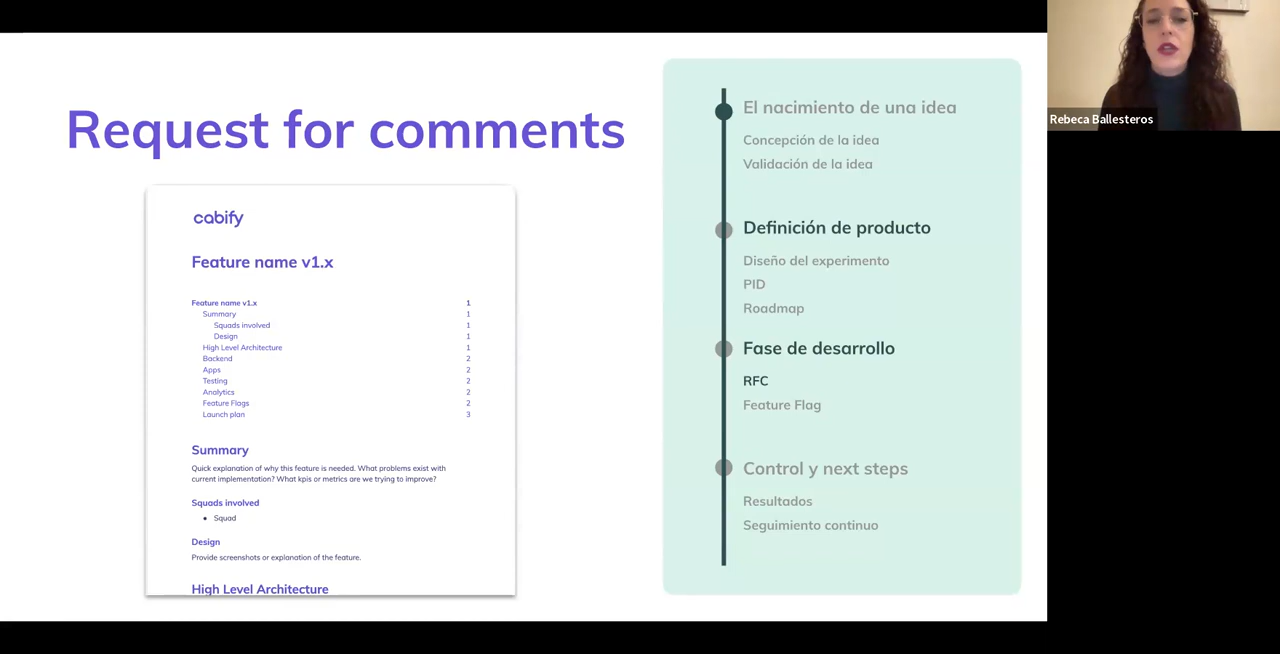 Request for comments
cabify
Feature name v1.x
Feature name v1.x 1
Summary 1
Squads involved 1
Design 1
High Level Architecture 1
Backend 2
Apps 2
Testing 2
Analytics 2
Feature Flags 2
Launch plan 3
Summary
Quick explanation of why this feature is needed. What problems exist with
current implementation? What kpis or metrics are we trying to improve?
Squads involved
• Squad
Design
Provide screenshots or explanation of the feature.
High Level Architecture
El nacimiento de una idea
Concepción de la idea
Validación de la idea
Definición de producto
Diseño del experimento
PID
Roadmap
Fase de desarrollo
RFC
Feature Flag
Control y next steps
Resultados
Seguimiento continuo
Rebeca Ballesteros